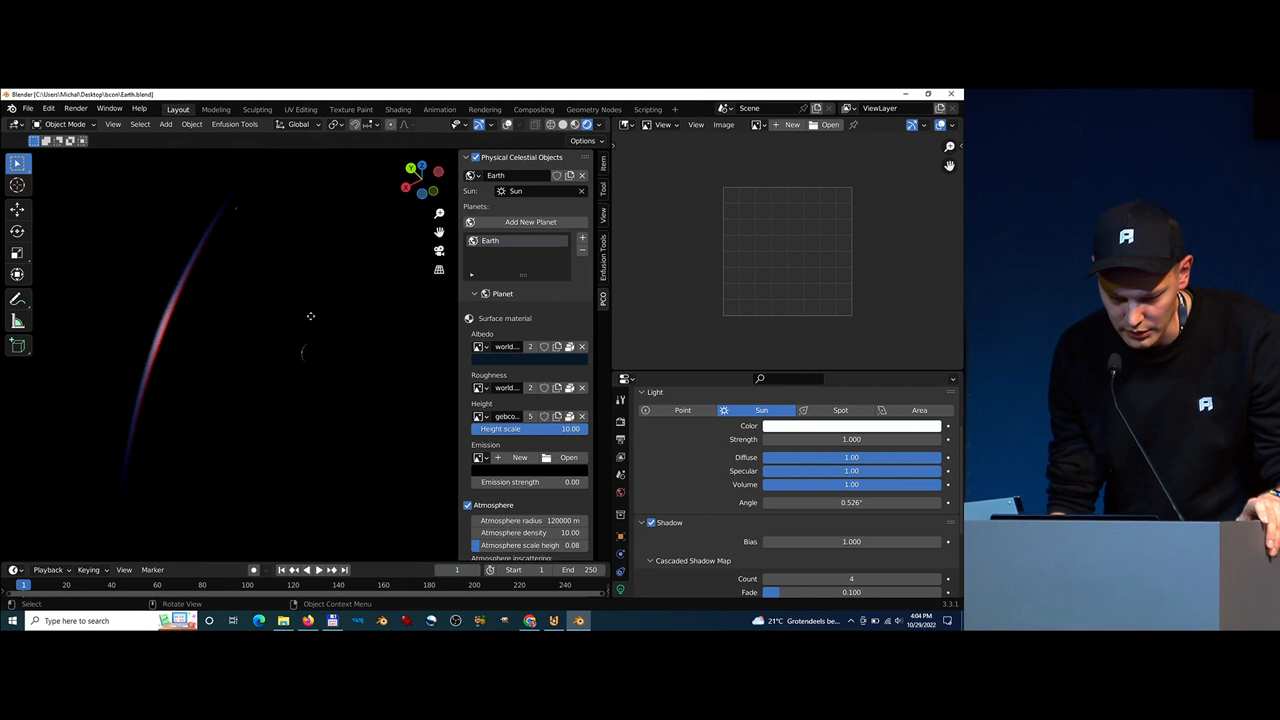 Blender [C:\Users\Michal\Desktop\bcon\Earth.blend]
File Edit Render Window Help
Layout Modeling Sculpting UV Editing Texture Paint Shading Animation Rendering Compositing Geometry Nodes Scripting +
Scene
ViewLayer
Object Mode View Select Add Object Enfusion Tools
Global
View View Image
New Open
Options
Physical Celestial Objects
Earth
Sun: Sun
Planets:
Add New Planet
Earth
Planet
Surface material
Albedo
world... 2
Roughness
world... 2
Height
gebco... 5
Height scale 10.00
Emission
New Open
Emission strength 0.00
Atmosphere
Atmosphere radius 120000 m
Atmosphere density 10.00
Atmosphere scale heigh 0.08
Atmosphere inscattering:
Item
Tool
View
Enfusion Tools
PCO
Z
Y
X
Light
Point Sun Spot Area
Color
Strength 1.000
Diffuse 1.00
Specular 1.00
Volume 1.00
Angle 0.526°
Shadow
Bias 1.000
Cascaded Shadow Map
Count 4
Fade 0.100
Playback Keying View Marker
1 Start 1 End 250
1 20 40 60 80 100 120 140 160 180 200 220 240
Select Rotate View Object Context Menu
3.3.1
Type here to search
21°C Grotendeels be...
4:04 PM
10/29/2022